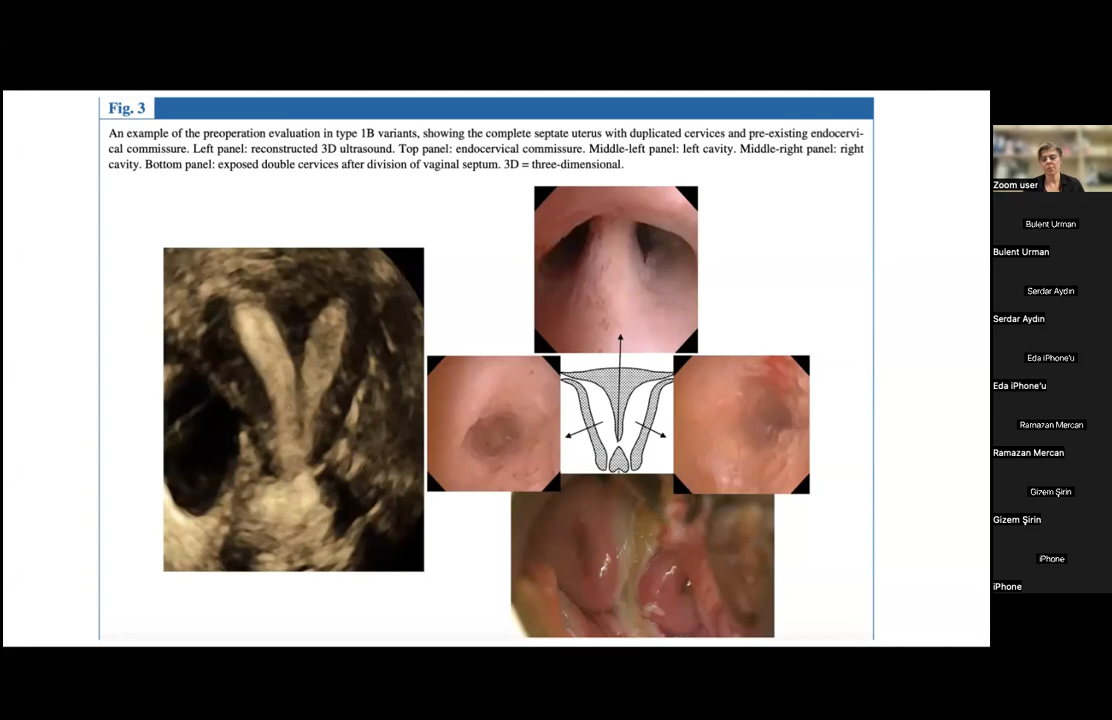 Fig. 3
An example of the preoperation evaluation in type 1B variants, showing the complete septate uterus with duplicated cervices and pre-existing endocervi-
cal commissure. Left panel: reconstructed 3D ultrasound. Top panel: endocervical commissure. Middle-left panel: left cavity. Middle-right panel: right
cavity. Bottom panel: exposed double cervices after division of vaginal septum. 3D = three-dimensional.
Zoom user
Bulent Urman
Bulent Urman
Serdar Aydın
Serdar Aydın
Eda iPhone'u
Eda iPhone'u
Ramazan Mercan
Ramazan Mercan
Gizem Şirin
Gizem Şirin
iPhone
iPhone